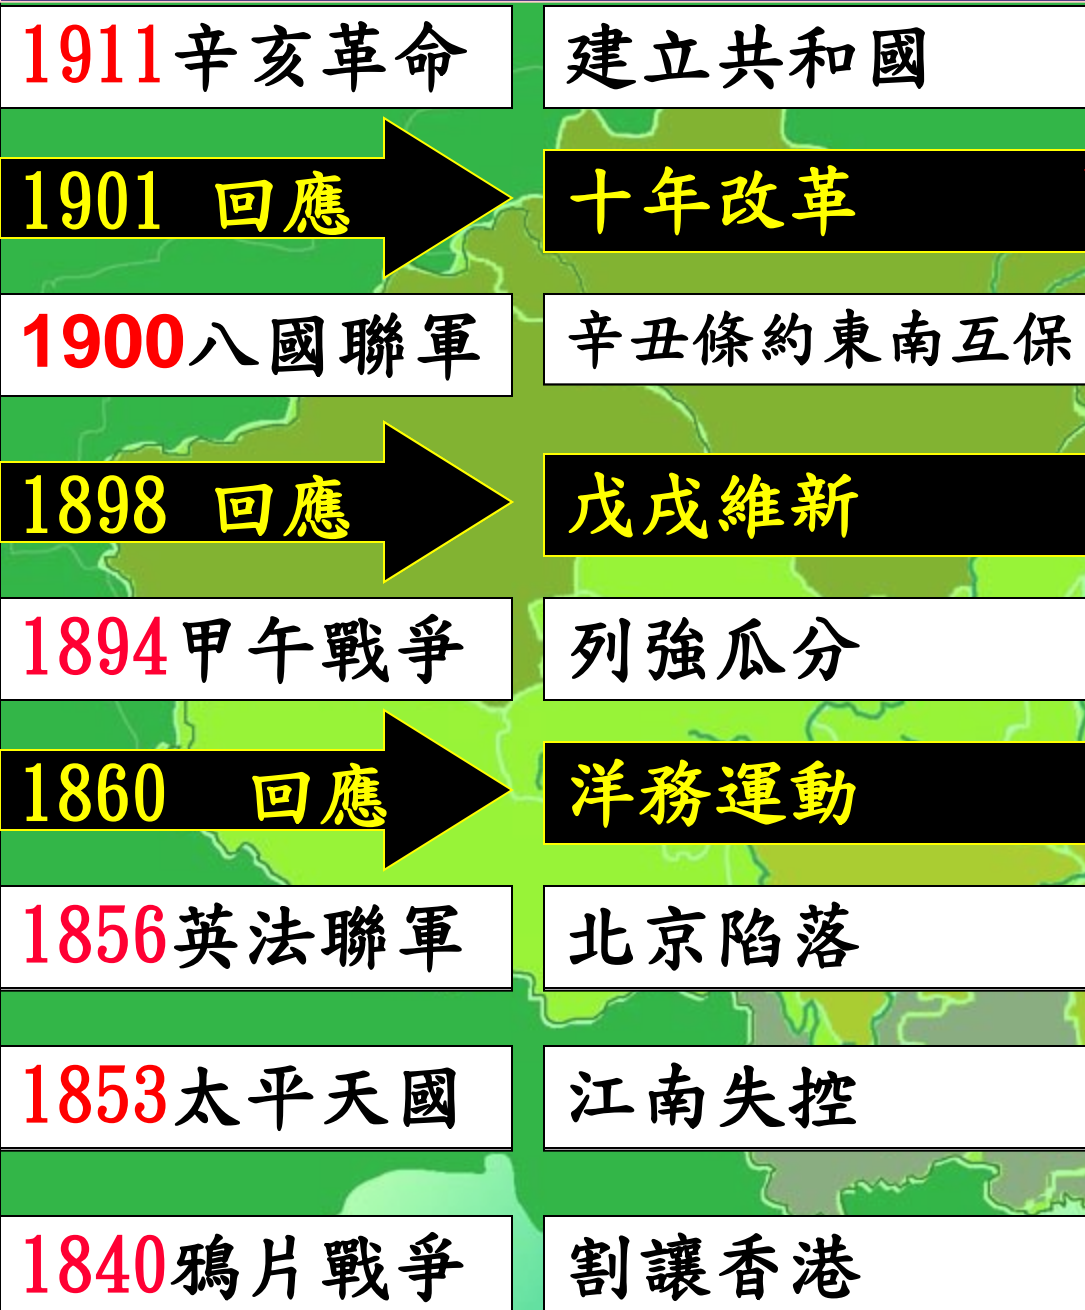 1911辛亥革命 建立共和國
1901 回應 十年改革
1900八國聯軍 辛丑條約東南互保
1898 回應 戊戌維新
1894甲午戰爭 列強瓜分
1860 回應 洋務運動
1856英法聯軍 北京陷落
1853太平天國 江南失控
1840鴉片戰爭 割讓香港